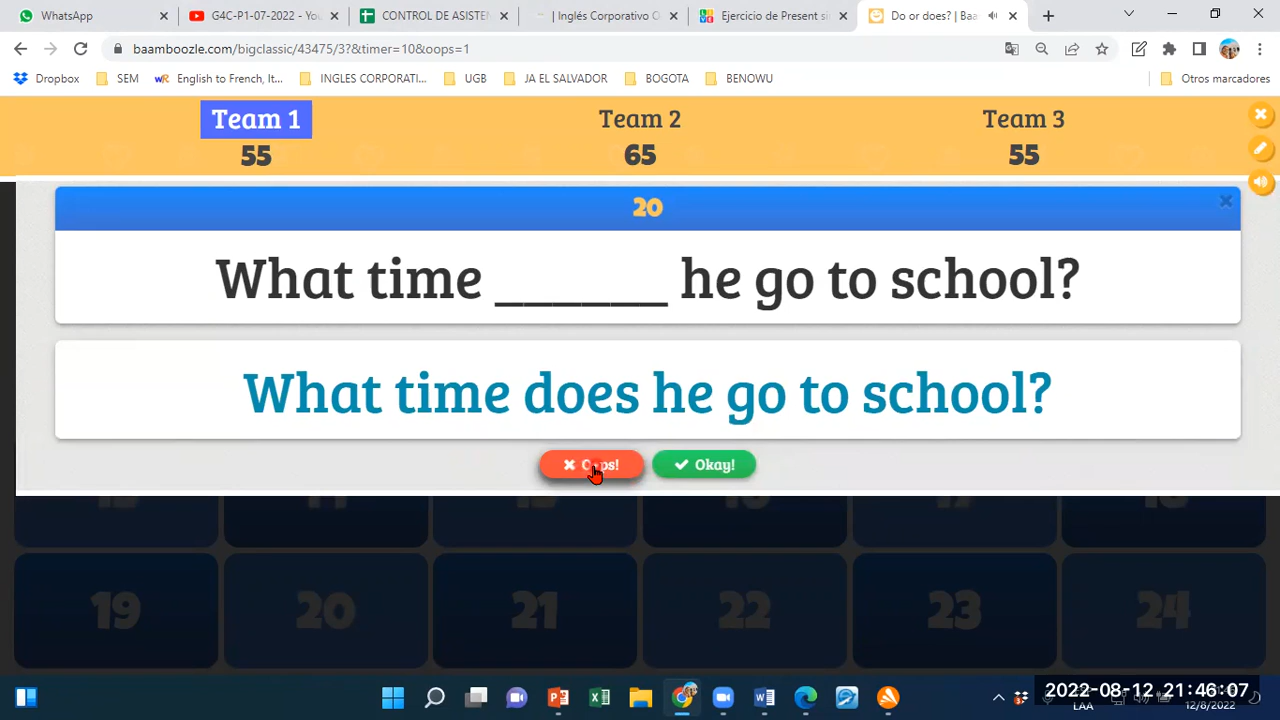 WhatsApp
G4C-P1-07-2022 - Yo
CONTROL DE ASISTEN
| Inglés Corporativo G
Ejercicio de Present si
Do or does? | Baa
baamboozle.com/bigclassic/43475/3?&timer=10&oops=1
Dropbox
SEM
English to French, It...
INGLES CORPORATI...
UGB
JA EL SALVADOR
BOGOTA
BENOWU
Otros marcadores
Team 1
55
Team 2
65
Team 3
55
20
What time ______ he go to school?
What time does he go to school?
Oops!
Okay!
19
20
21
22
23
24
2022-08-12 21:46:07
LAA
12/8/2022